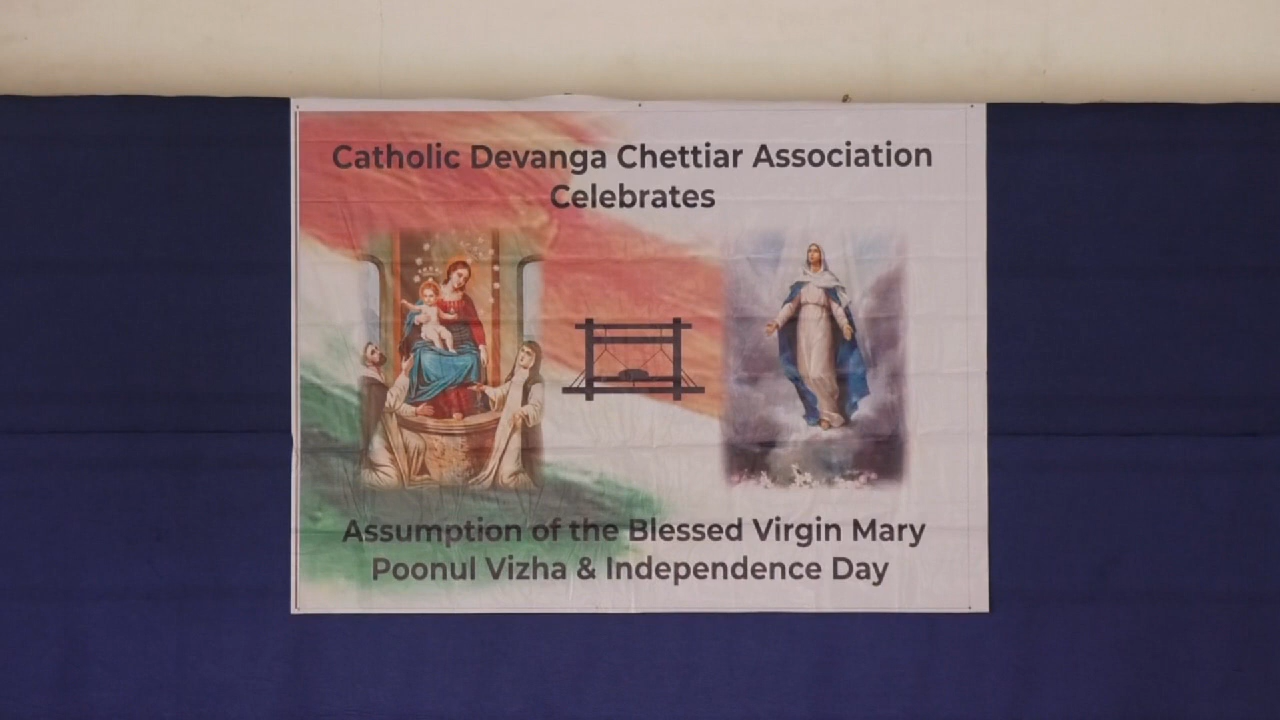 Catholic Devanga Chettiar Association
Celebrates
Assumption of the Blessed Virgin Mary
Poonul Vizha & Independence Day